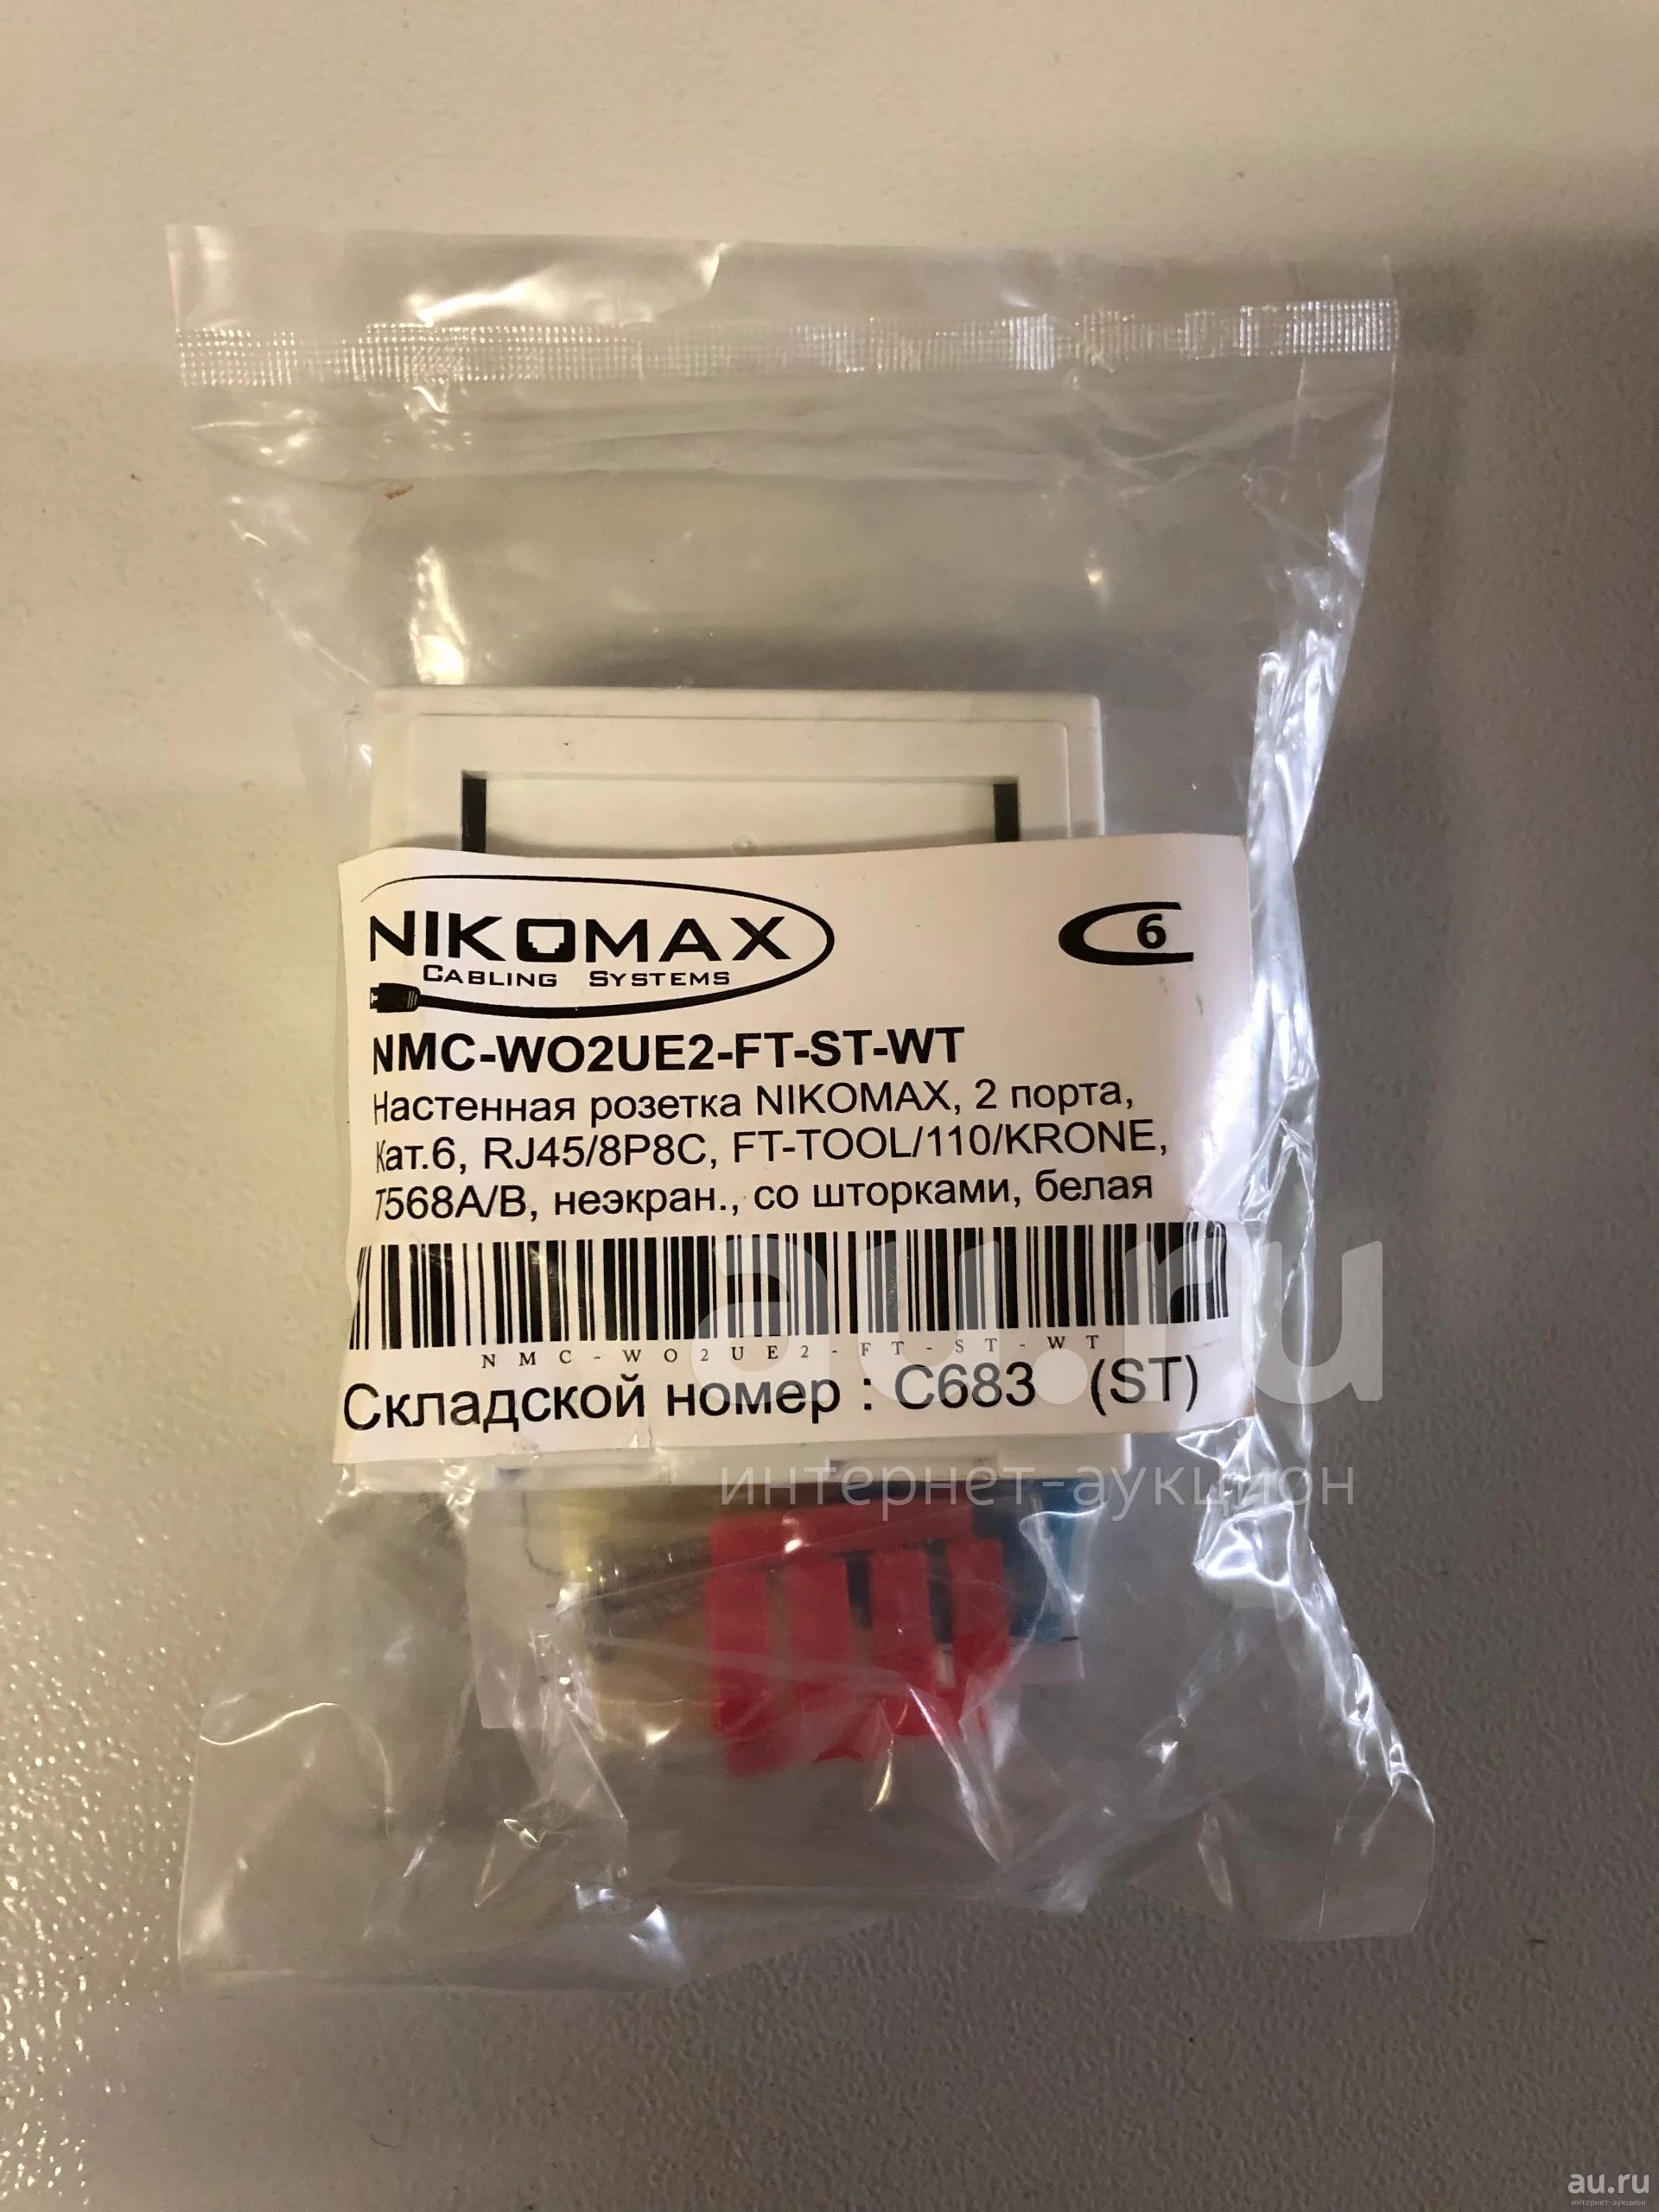 NIKOMAX
CABLING SYSTEMS
6
NMC-WO2UE2-FT-ST-WT
Настенная розетка NIKOMAX, 2 порта,
Кат.6, RJ45/8P8C, FT-TOOL/110/KRONE,
T568A/B, неэкран., со шторками, белая
NMC-WO2UE2-FT-ST-WT
Складской номер : C683 (ST)
au.ru
интернет-аукцион
au.ru
интернет-аукцион